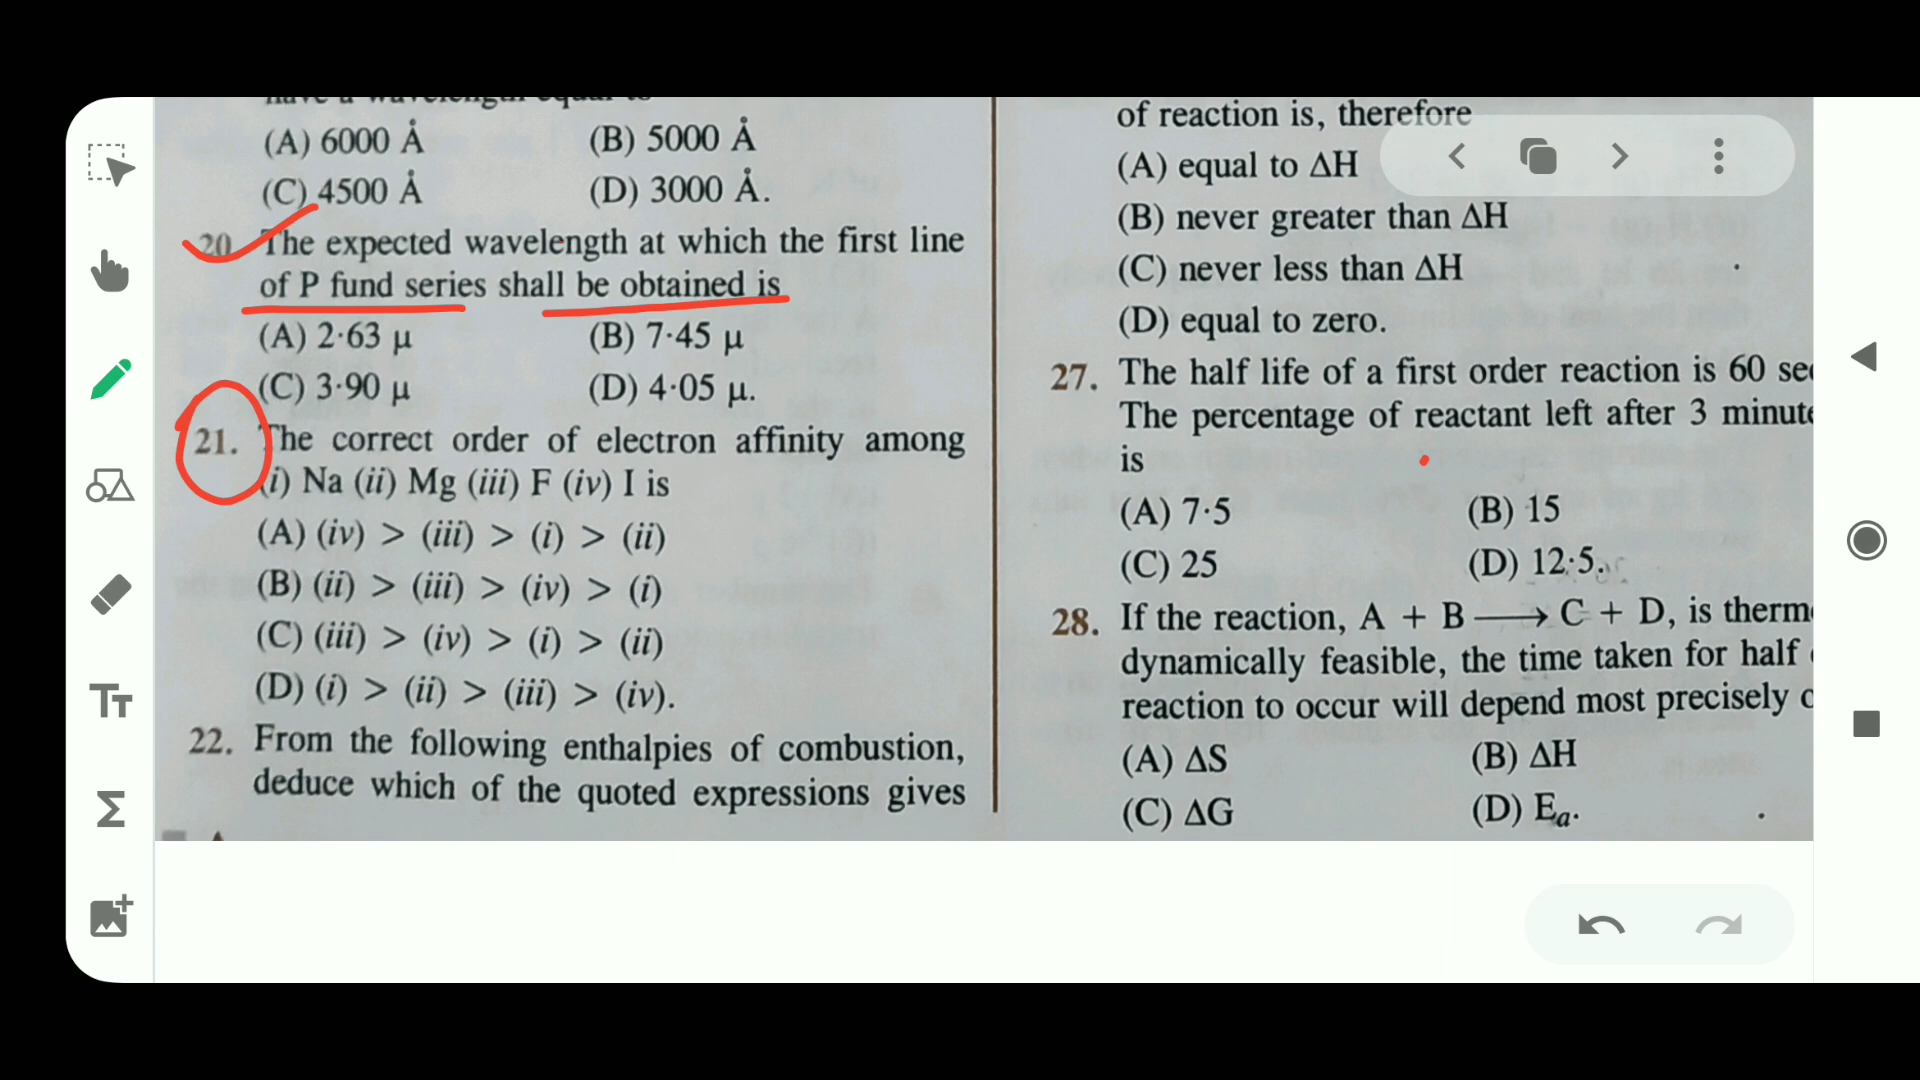 have a wavelength equal to
(A) 6000 Å (B) 5000 Å
(C) 4500 Å (D) 3000 Å.
20. The expected wavelength at which the first line
of P fund series shall be obtained is
(A) 2·63 μ (B) 7·45 μ
(C) 3·90 μ (D) 4·05 μ.
21. The correct order of electron affinity among
(i) Na (ii) Mg (iii) F (iv) I is
(A) (iv) > (iii) > (i) > (ii)
(B) (ii) > (iii) > (iv) > (i)
(C) (iii) > (iv) > (i) > (ii)
(D) (i) > (ii) > (iii) > (iv).
22. From the following enthalpies of combustion,
deduce which of the quoted expressions gives
of reaction is, therefore
(A) equal to ΔH
(B) never greater than ΔH
(C) never less than ΔH
(D) equal to zero.
27. The half life of a first order reaction is 60
The percentage of reactant left after 3
is
(A) 7·5 (B) 15
(C) 25 (D) 12·5.
28. If the reaction, A + B ⟶ C + D, is
dynamically feasible, the time taken for half
reaction to occur will depend most precisely
(A) ΔS (B) ΔH
(C) ΔG (D) Eₐ.
TT
Σ